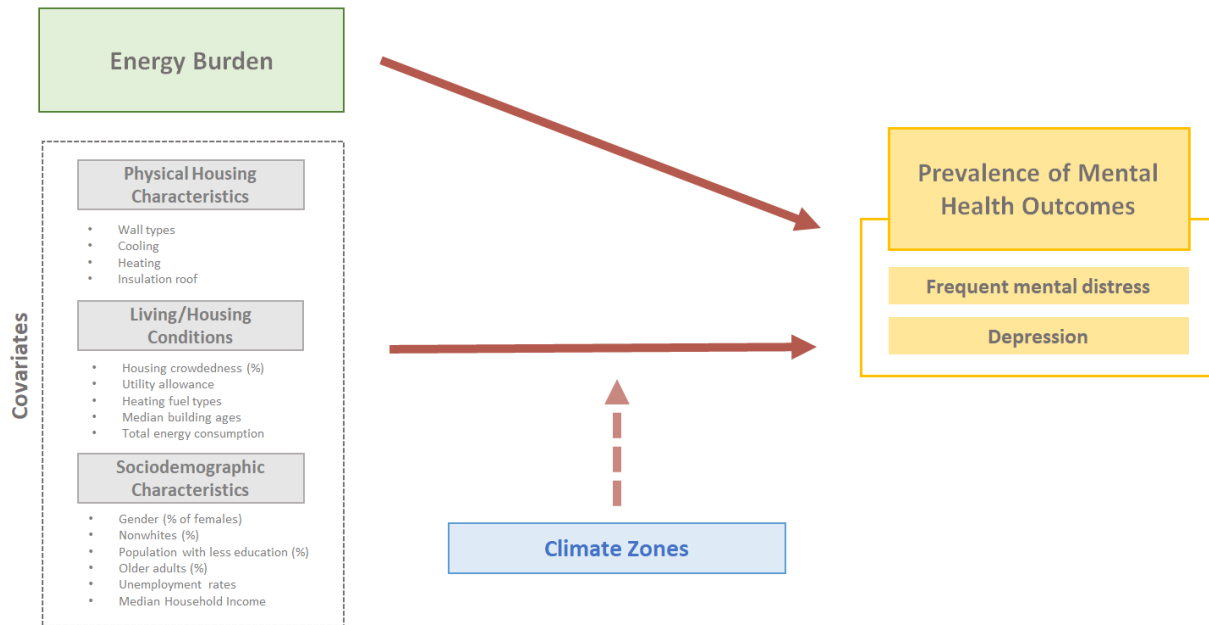 Energy Burden
Covariates
Physical Housing
Characteristics
• Wall types
• Cooling
• Heating
• Insulation roof
Living/Housing
Conditions
• Housing crowdedness (%)
• Utility allowance
• Heating fuel types
• Median building ages
• Total energy consumption
Sociodemographic
Characteristics
• Gender (% of females)
• Nonwhites (%)
• Population with less education (%)
• Older adults (%)
• Unemployment rates
• Median Household Income
Climate Zones
Prevalence of Mental
Health Outcomes
Frequent mental distress
Depression